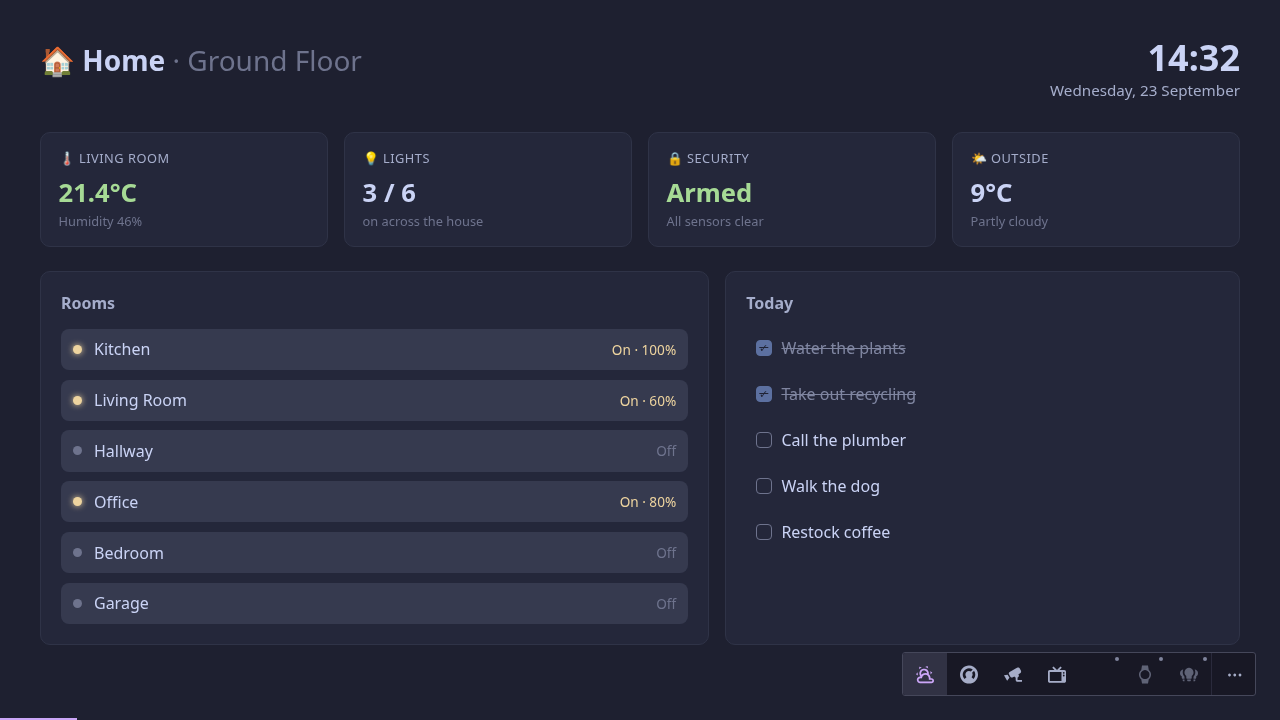 Home · Ground Floor
14:32
Wednesday, 23 September
LIVING ROOM
21.4°C
Humidity 46%
LIGHTS
3 / 6
on across the house
SECURITY
Armed
All sensors clear
OUTSIDE
9°C
Partly cloudy
Rooms
Kitchen On · 100%
Living Room On · 60%
Hallway Off
Office On · 80%
Bedroom Off
Garage Off
Today
Water the plants
Take out recycling
Call the plumber
Walk the dog
Restock coffee